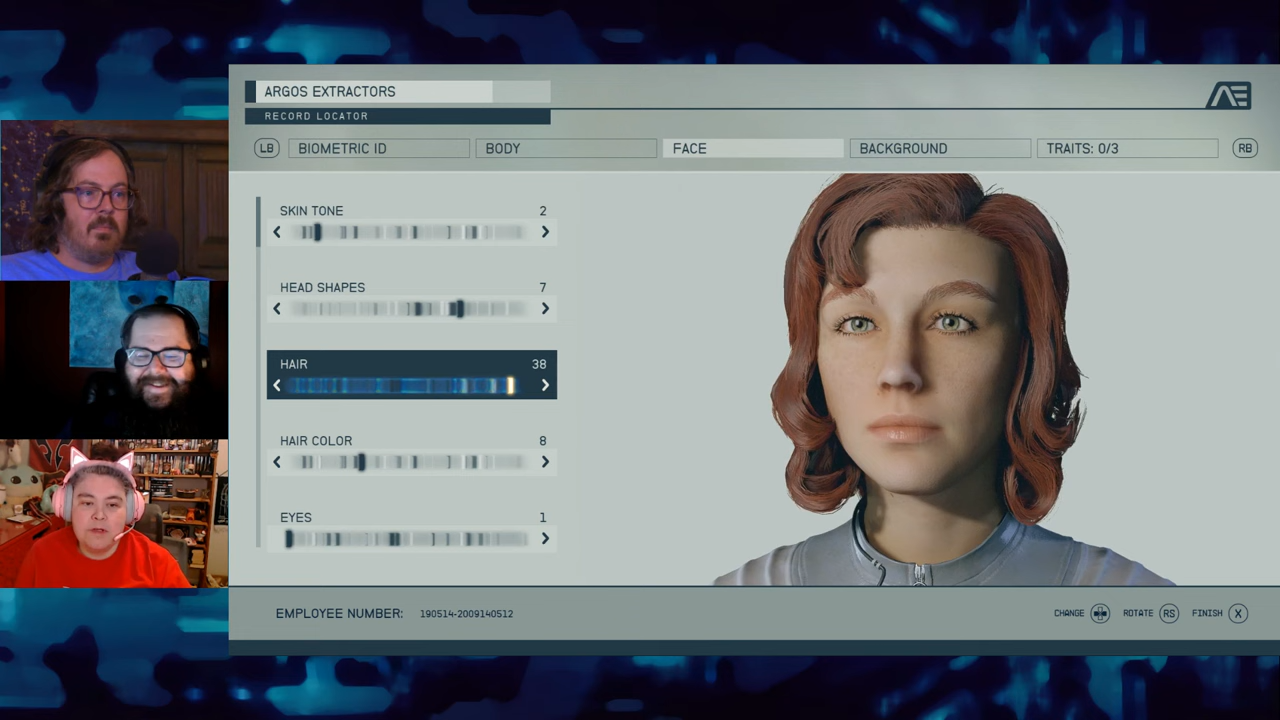 ARGOS EXTRACTORS
RECORD LOCATOR
LB BIOMETRIC ID BODY FACE BACKGROUND TRAITS: 0/3 RB
SKIN TONE 2
HEAD SHAPES 7
HAIR 38
HAIR COLOR 8
EYES 1
EMPLOYEE NUMBER: 190514-2009140512
CHANGE ROTATE RS FINISH X